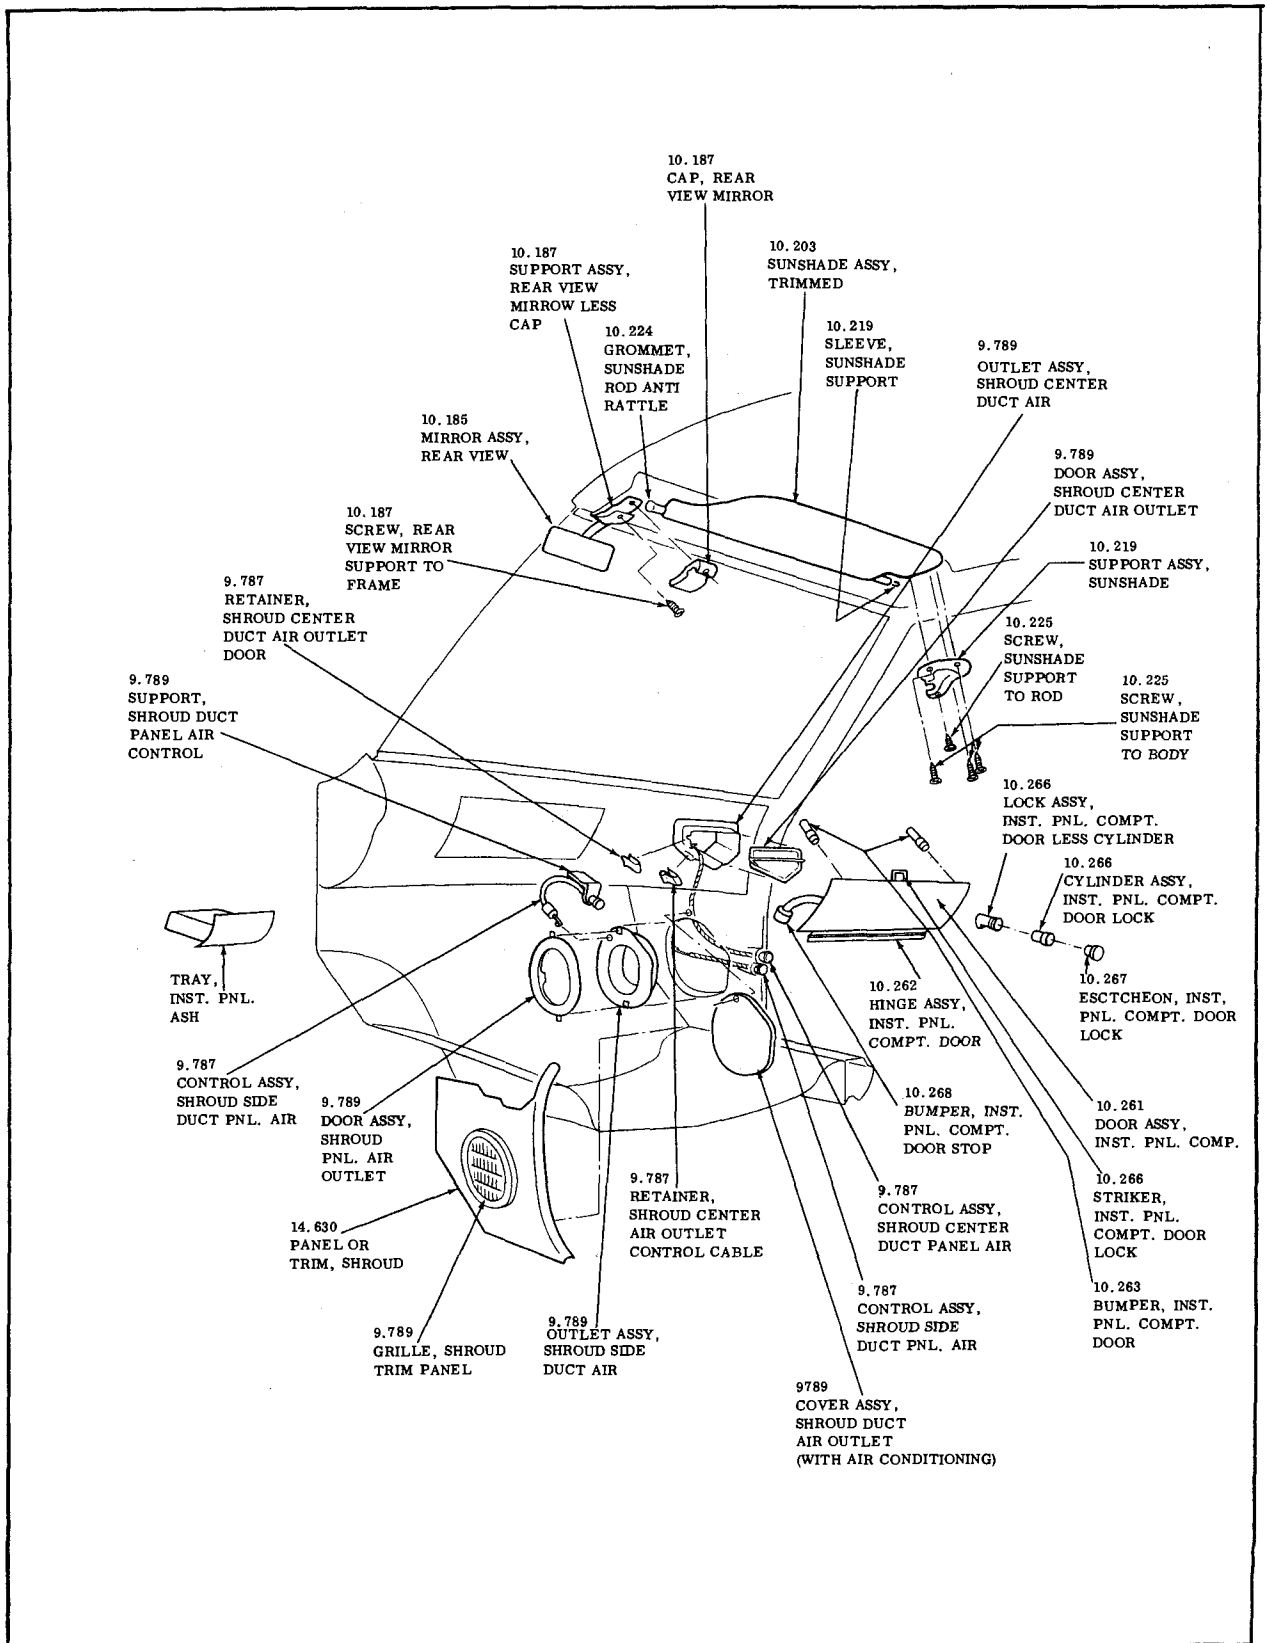 10.187
CAP, REAR
VIEW MIRROR
10.187
SUPPORT ASSY,
REAR VIEW
MIRROW LESS
CAP
10.203
SUNSHADE ASSY,
TRIMMED
10.224
GROMMET,
SUNSHADE
ROD ANTI
RATTLE
10.219
SLEEVE,
SUNSHADE
SUPPORT
9.789
OUTLET ASSY,
SHROUD CENTER
DUCT AIR
10.185
MIRROR ASSY,
REAR VIEW
9.789
DOOR ASSY,
SHROUD CENTER
DUCT AIR OUTLET
10.187
SCREW, REAR
VIEW MIRROR
SUPPORT TO
FRAME
10.219
SUPPORT ASSY,
SUNSHADE
9.787
RETAINER,
SHROUD CENTER
DUCT AIR OUTLET
DOOR
10.225
SCREW,
SUNSHADE
SUPPORT
TO ROD
9.789
SUPPORT,
SHROUD DUCT
PANEL AIR
CONTROL
10.225
SCREW,
SUNSHADE
SUPPORT
TO BODY
10.266
LOCK ASSY,
INST. PNL. COMPT.
DOOR LESS CYLINDER
10.266
CYLINDER ASSY,
INST. PNL. COMPT.
DOOR LOCK
TRAY,
INST. PNL.
ASH
10.262
HINGE ASSY,
INST. PNL.
COMPT. DOOR
10.267
ESCTCHEON, INST,
PNL. COMPT. DOOR
LOCK
9.787
CONTROL ASSY,
SHROUD SIDE
DUCT PNL. AIR
9.789
DOOR ASSY,
SHROUD
PNL. AIR
OUTLET
10.268
BUMPER, INST.
PNL. COMPT.
DOOR STOP
10.261
DOOR ASSY,
INST. PNL. COMP.
14.630
PANEL OR
TRIM, SHROUD
9.787
RETAINER,
SHROUD CENTER
AIR OUTLET
CONTROL CABLE
9.787
CONTROL ASSY,
SHROUD CENTER
DUCT PANEL AIR
10.266
STRIKER,
INST. PNL.
COMPT. DOOR
LOCK
9.789
GRILLE, SHROUD
TRIM PANEL
9.789
OUTLET ASSY,
SHROUD SIDE
DUCT AIR
9.787
CONTROL ASSY,
SHROUD SIDE
DUCT PNL. AIR
10.263
BUMPER, INST.
PNL. COMPT.
DOOR
9789
COVER ASSY,
SHROUD DUCT
AIR OUTLET
(WITH AIR CONDITIONING)